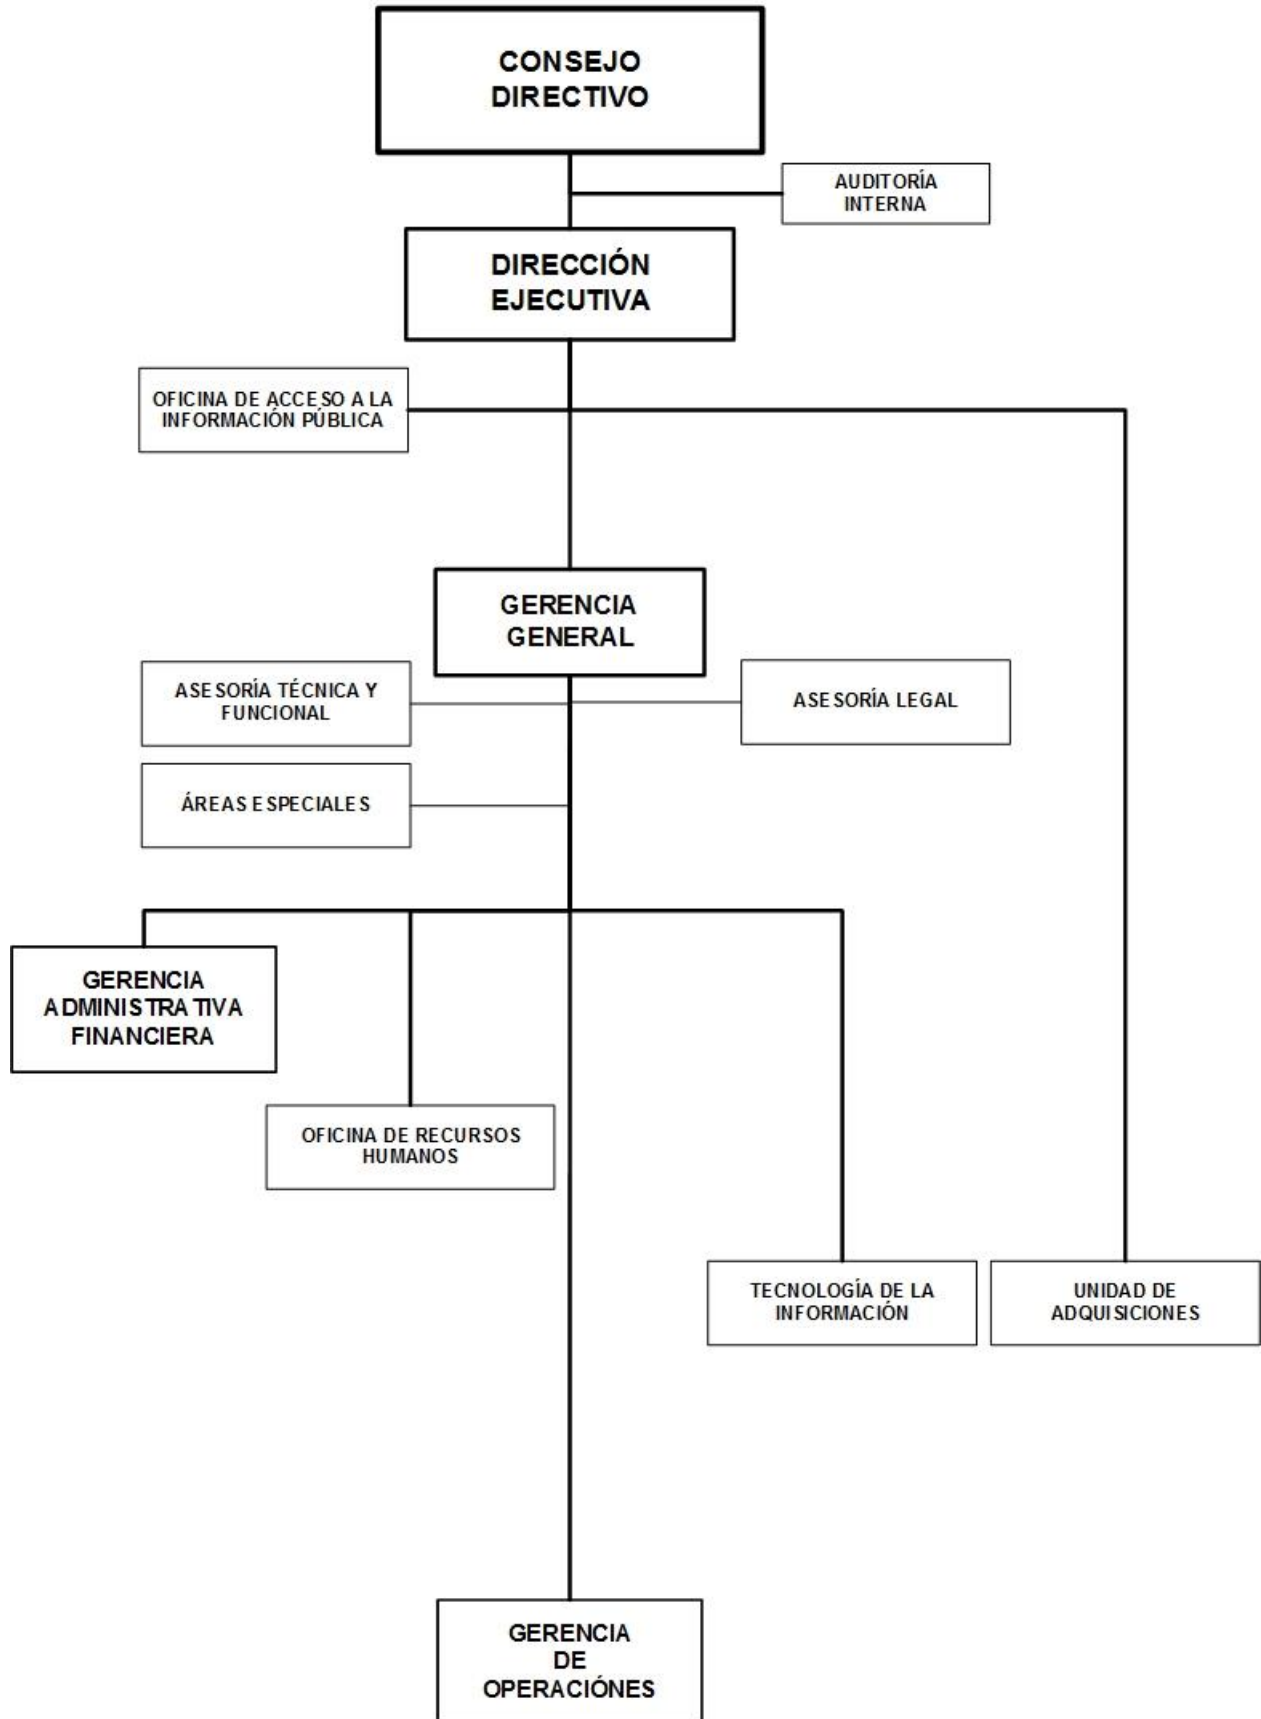 CONSEJO
DIRECTIVO
AUDITORÍA
INTERNA
DIRECCIÓN
EJECUTIVA
OFICINA DE ACCESO A LA
INFORMACIÓN PÚBLICA
GERENCIA
GENERAL
ASESORÍA TÉCNICA Y
FUNCIONAL
ASESORÍA LEGAL
ÁREAS ESPECIALES
GERENCIA
ADMINISTRATIVA
FINANCIERA
OFICINA DE RECURSOS
HUMANOS
TECNOLOGÍA DE LA
INFORMACIÓN
UNIDAD DE
ADQUISICIONES
GERENCIA
DE
OPERACIÓNES